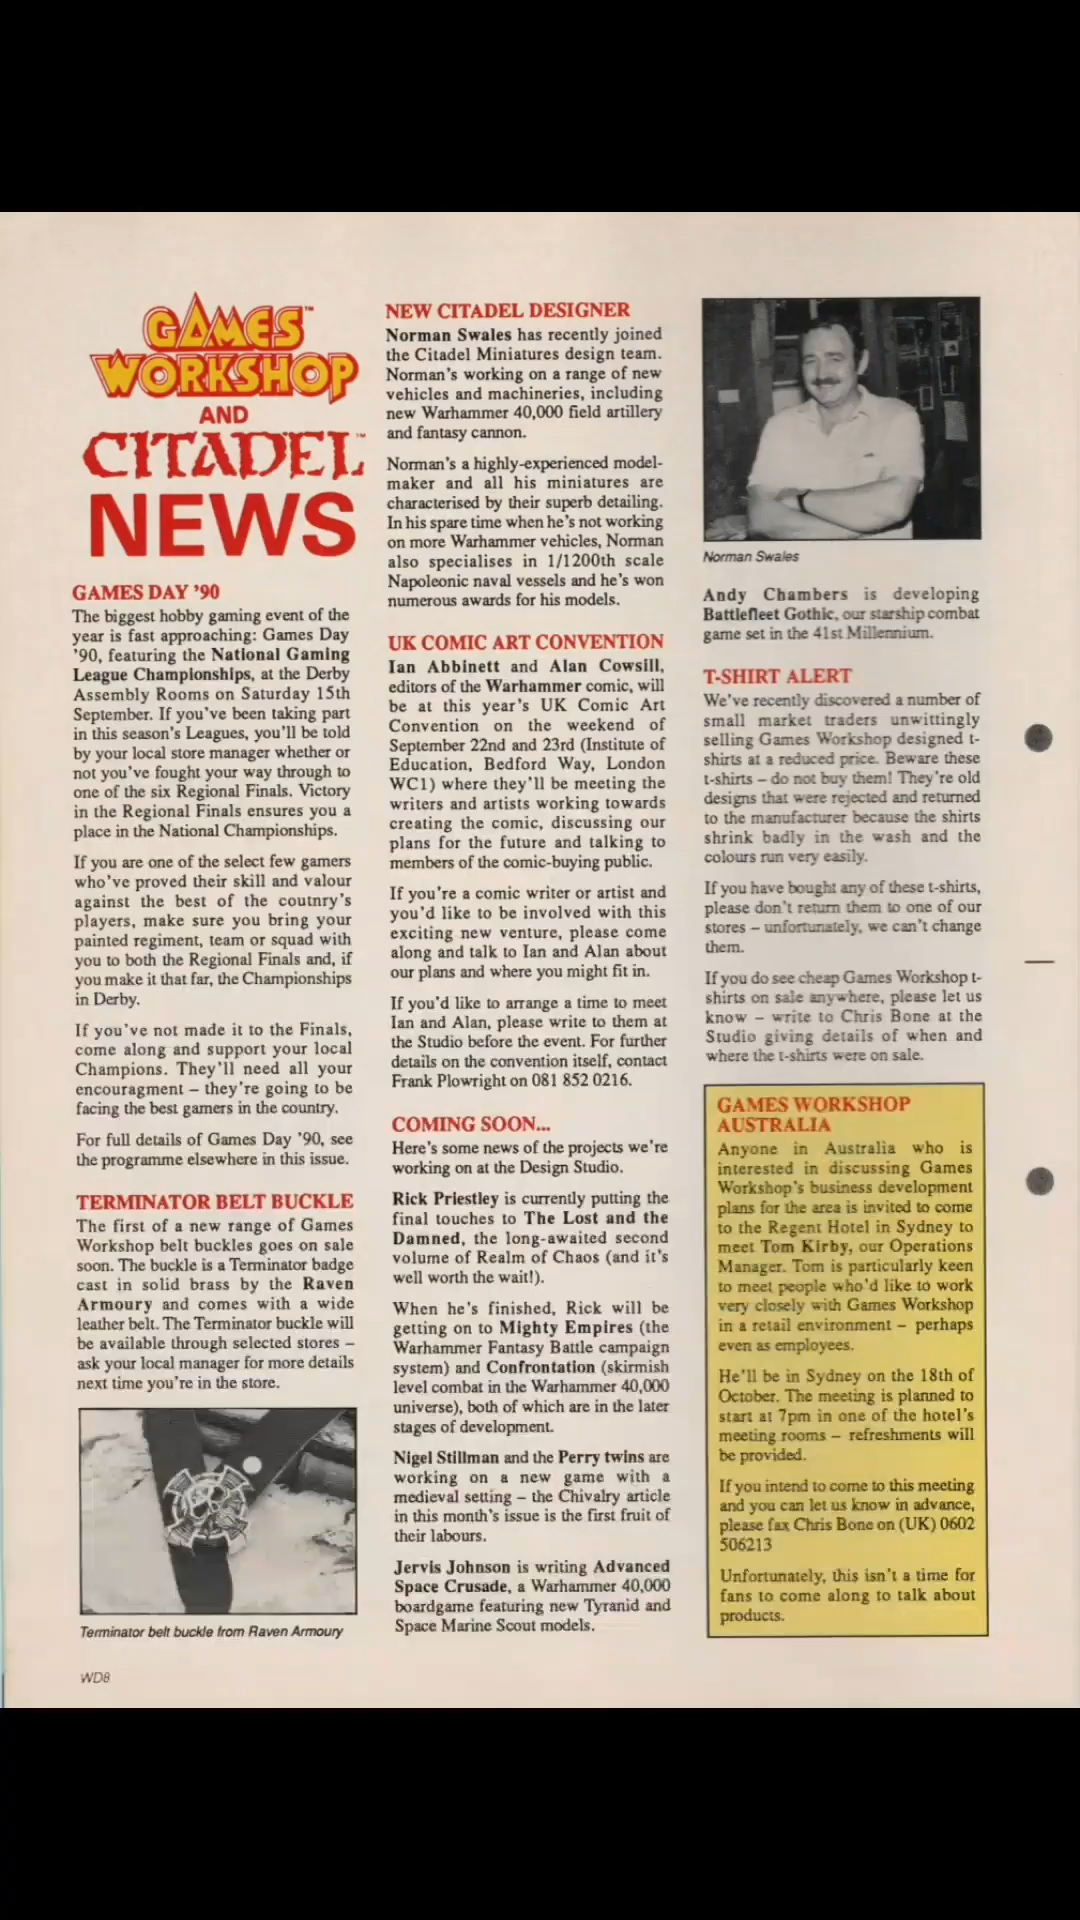 GAMES™
WORKSHOP
AND
CITADEL™
NEWS
GAMES DAY '90
The biggest hobby gaming event of the
year is fast approaching: Games Day
'90, featuring the National Gaming
League Championships, at the Derby
Assembly Rooms on Saturday 15th
September. If you've been taking part
in this season's Leagues, you'll be told
by your local store manager whether or
not you've fought your way through to
one of the six Regional Finals. Victory
in the Regional Finals ensures you a
place in the National Championships.
If you are one of the select few gamers
who've proved their skill and valour
against the best of the coutnry's
players, make sure you bring your
painted regiment, team or squad with
you to both the Regional Finals and, if
you make it that far, the Championships
in Derby.
If you've not made it to the Finals,
come along and support your local
Champions. They'll need all your
encouragment – they're going to be
facing the best gamers in the country.
For full details of Games Day '90, see
the programme elsewhere in this issue.
TERMINATOR BELT BUCKLE
The first of a new range of Games
Workshop belt buckles goes on sale
soon. The buckle is a Terminator badge
cast in solid brass by the Raven
Armoury and comes with a wide
leather belt. The Terminator buckle will
be available through selected stores –
ask your local manager for more details
next time you're in the store.
Terminator belt buckle from Raven Armoury
WD8
NEW CITADEL DESIGNER
Norman Swales has recently joined
the Citadel Miniatures design team.
Norman's working on a range of new
vehicles and machineries, including
new Warhammer 40,000 field artillery
and fantasy cannon.
Norman's a highly-experienced model-
maker and all his miniatures are
characterised by their superb detailing.
In his spare time when he's not working
on more Warhammer vehicles, Norman
also specialises in 1/1200th scale
Napoleonic naval vessels and he's won
numerous awards for his models.
UK COMIC ART CONVENTION
Ian Abbinett and Alan Cowsill,
editors of the Warhammer comic, will
be at this year's UK Comic Art
Convention on the weekend of
September 22nd and 23rd (Institute of
Education, Bedford Way, London
WC1) where they'll be meeting the
writers and artists working towards
creating the comic, discussing our
plans for the future and talking to
members of the comic-buying public.
If you're a comic writer or artist and
you'd like to be involved with this
exciting new venture, please come
along and talk to Ian and Alan about
our plans and where you might fit in.
If you'd like to arrange a time to meet
Ian and Alan, please write to them at
the Studio before the event. For further
details on the convention itself, contact
Frank Plowright on 081 852 0216.
COMING SOON...
Here's some news of the projects we're
working on at the Design Studio.
Rick Priestley is currently putting the
final touches to The Lost and the
Damned, the long-awaited second
volume of Realm of Chaos (and it's
well worth the wait!).
When he's finished, Rick will be
getting on to Mighty Empires (the
Warhammer Fantasy Battle campaign
system) and Confrontation (skirmish
level combat in the Warhammer 40,000
universe), both of which are in the later
stages of development.
Nigel Stillman and the Perry twins are
working on a new game with a
medieval setting – the Chivalry article
in this month's issue is the first fruit of
their labours.
Jervis Johnson is writing Advanced
Space Crusade, a Warhammer 40,000
boardgame featuring new Tyranid and
Space Marine Scout models.
Norman Swales
Andy Chambers is developing
Battlefleet Gothic, our starship combat
game set in the 41st Millennium.
T-SHIRT ALERT
We've recently discovered a number of
small market traders unwittingly
selling Games Workshop designed t-
shirts at a reduced price. Beware these
t-shirts – do not buy them! They're old
designs that were rejected and returned
to the manufacturer because the shirts
shrink badly in the wash and the
colours run very easily.
If you have bought any of these t-shirts,
please don't return them to one of our
stores – unfortunately, we can't change
them.
If you do see cheap Games Workshop t-
shirts on sale anywhere, please let us
know – write to Chris Bone at the
Studio giving details of when and
where the t-shirts were on sale.
GAMES WORKSHOP
AUSTRALIA
Anyone in Australia who is
interested in discussing Games
Workshop's business development
plans for the area is invited to come
to the Regent Hotel in Sydney to
meet Tom Kirby, our Operations
Manager. Tom is particularly keen
to meet people who'd like to work
very closely with Games Workshop
in a retail environment – perhaps
even as employees.
He'll be in Sydney on the 18th of
October. The meeting is planned to
start at 7pm in one of the hotel's
meeting rooms – refreshments will
be provided.
If you intend to come to this meeting
and you can let us know in advance,
please fax Chris Bone on (UK) 0602
506213
Unfortunately, this isn't a time for
fans to come along to talk about
products.